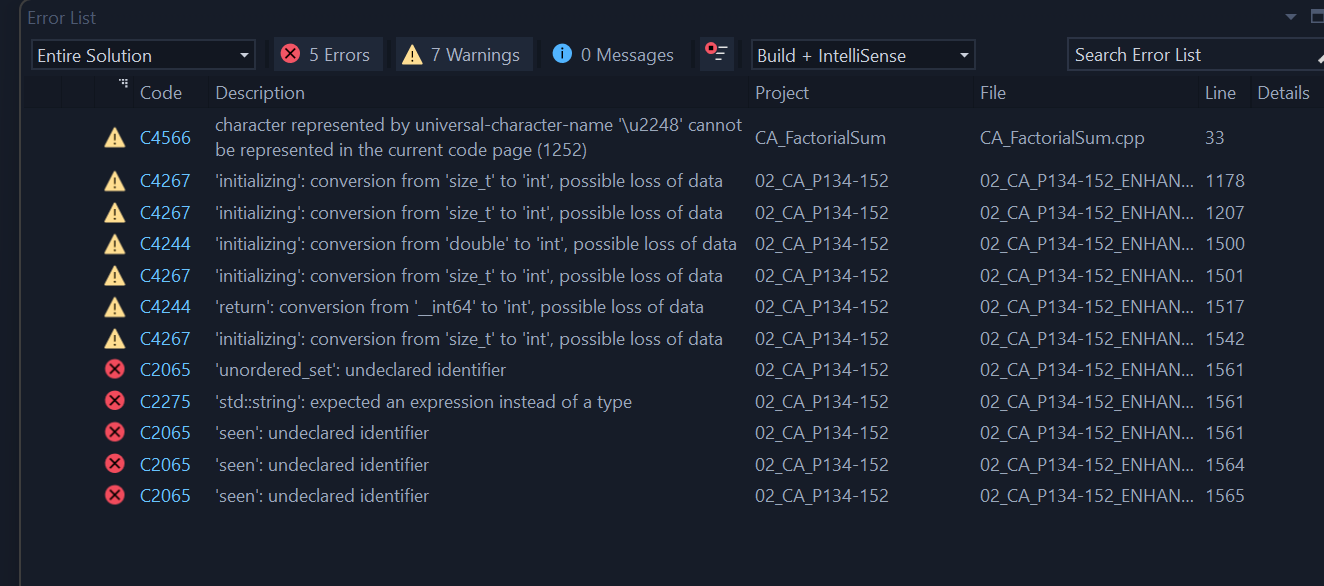 Error List
Entire Solution 5 Errors 7 Warnings 0 Messages Build + IntelliSense Search Error List
Code Description Project File Line Details
C4566 character represented by universal-character-name '\u2248' cannot be represented in the current code page (1252) CA_FactorialSum CA_FactorialSum.cpp 33
C4267 'initializing': conversion from 'size_t' to 'int', possible loss of data 02_CA_P134-152 02_CA_P134-152_ENHAN... 1178
C4267 'initializing': conversion from 'size_t' to 'int', possible loss of data 02_CA_P134-152 02_CA_P134-152_ENHAN... 1207
C4244 'initializing': conversion from 'double' to 'int', possible loss of data 02_CA_P134-152 02_CA_P134-152_ENHAN... 1500
C4267 'initializing': conversion from 'size_t' to 'int', possible loss of data 02_CA_P134-152 02_CA_P134-152_ENHAN... 1501
C4244 'return': conversion from '__int64' to 'int', possible loss of data 02_CA_P134-152 02_CA_P134-152_ENHAN... 1517
C4267 'initializing': conversion from 'size_t' to 'int', possible loss of data 02_CA_P134-152 02_CA_P134-152_ENHAN... 1542
C2065 'unordered_set': undeclared identifier 02_CA_P134-152 02_CA_P134-152_ENHAN... 1561
C2275 'std::string': expected an expression instead of a type 02_CA_P134-152 02_CA_P134-152_ENHAN... 1561
C2065 'seen': undeclared identifier 02_CA_P134-152 02_CA_P134-152_ENHAN... 1561
C2065 'seen': undeclared identifier 02_CA_P134-152 02_CA_P134-152_ENHAN... 1564
C2065 'seen': undeclared identifier 02_CA_P134-152 02_CA_P134-152_ENHAN... 1565